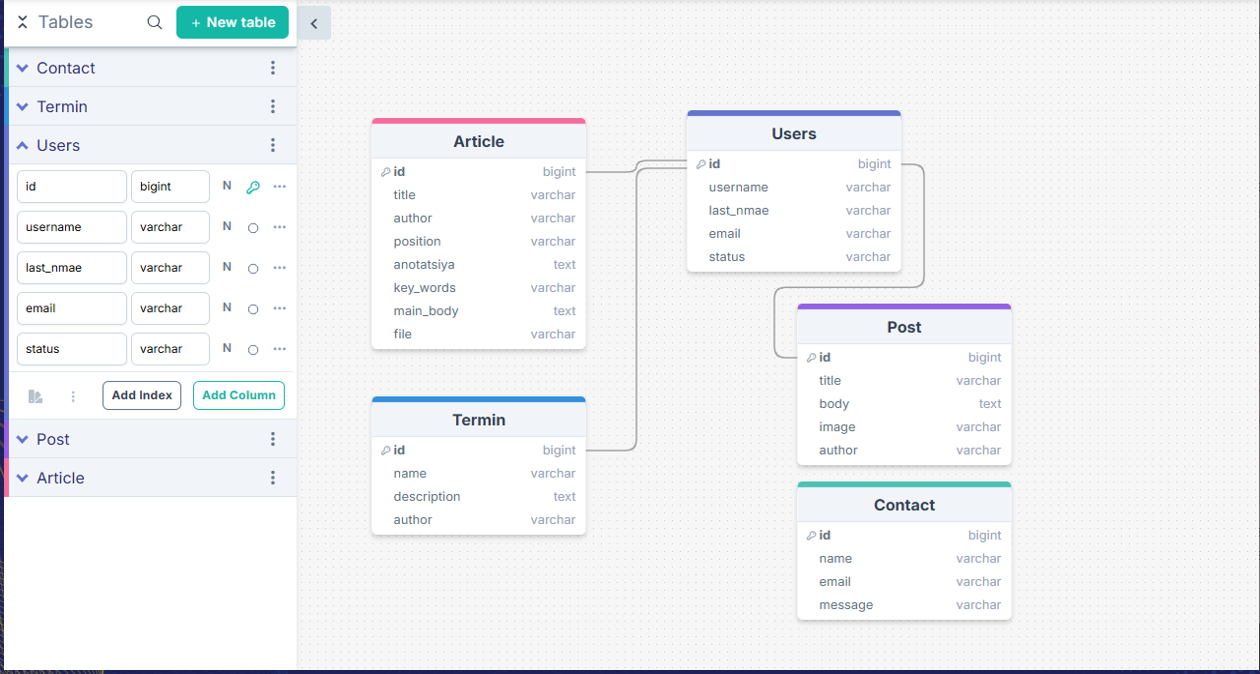 Tables
+ New table
Contact
Termin
Users
id bigint N
username varchar N
last_nmae varchar N
email varchar N
status varchar N
Add Index Add Column
Post
Article
Article
id bigint
title varchar
author varchar
position varchar
anotatsiya text
key_words varchar
main_body text
file varchar
Users
id bigint
username varchar
last_nmae varchar
email varchar
status varchar
Termin
id bigint
name varchar
description text
author varchar
Post
id bigint
title varchar
body text
image varchar
author varchar
Contact
id bigint
name varchar
email varchar
message varchar